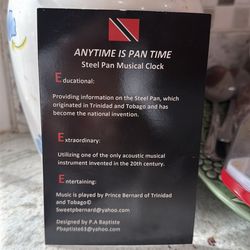 ANYTIME IS PAN TIME
Steel Pan Musical Clock
Educational:
Providing information on the Steel Pan, which
originated in Trinidad and Tobago and has
become the national invention.
Extraordinary:
Utilizing one of the only acoustic musical
instrument invented in the 20th century.
Entertaining:
Music is played by Prince Bernard of Trinidad
and Tobago©
Sweetpbernard@yahoo.com
Designed by P.A Baptiste
Pbaptiste63@yahoo.com